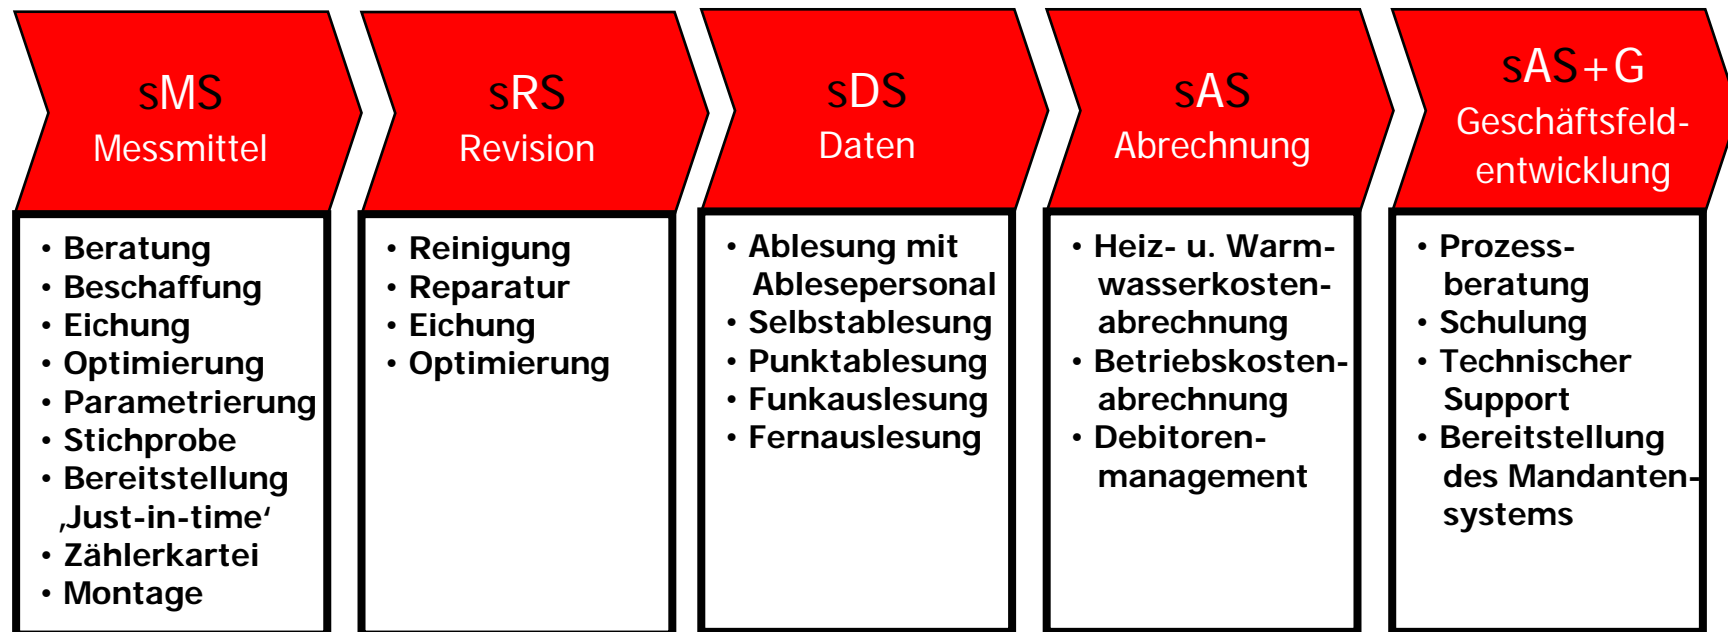 sMS
Messmittel
• Beratung
• Beschaffung
• Eichung
• Optimierung
• Parametrierung
• Stichprobe
• Bereitstellung
‚Just-in-time‘
• Zählerkartei
• Montage
sRS
Revision
• Reinigung
• Reparatur
• Eichung
• Optimierung
sDS
Daten
• Ablesung mit
Ablesepersonal
• Selbstablesung
• Punktablesung
• Funkauslesung
• Fernauslesung
sAS
Abrechnung
• Heiz- u. Warm-
wasserkosten-
abrechnung
• Betriebskosten-
abrechnung
• Debitoren-
management
sAS+G
Geschäftsfeld-
entwicklung
• Prozess-
beratung
• Schulung
• Technischer
Support
• Bereitstellung
des Mandanten-
systems